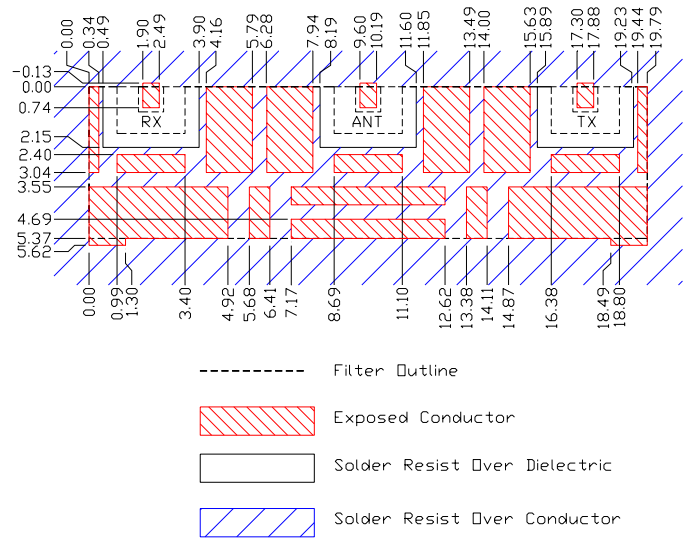 0.00 0.34 0.49 1.90 2.49 3.90 4.16 5.79 6.28 7.94 8.19 9.60 10.19 11.60 11.85 13.49 14.00 15.63 15.89 17.30 17.88 19.23 19.44 19.79
-0.13
0.00
0.74
RX ANT TX
2.15
2.40
3.04
3.55
4.69
5.37
5.62
0.00 0.99 1.30 3.40 4.92 5.68 6.41 7.17 8.69 11.10 12.62 13.38 14.11 14.87 16.38 18.49 18.80
Filter Outline
Exposed Conductor
Solder Resist Over Dielectric
Solder Resist Over Conductor